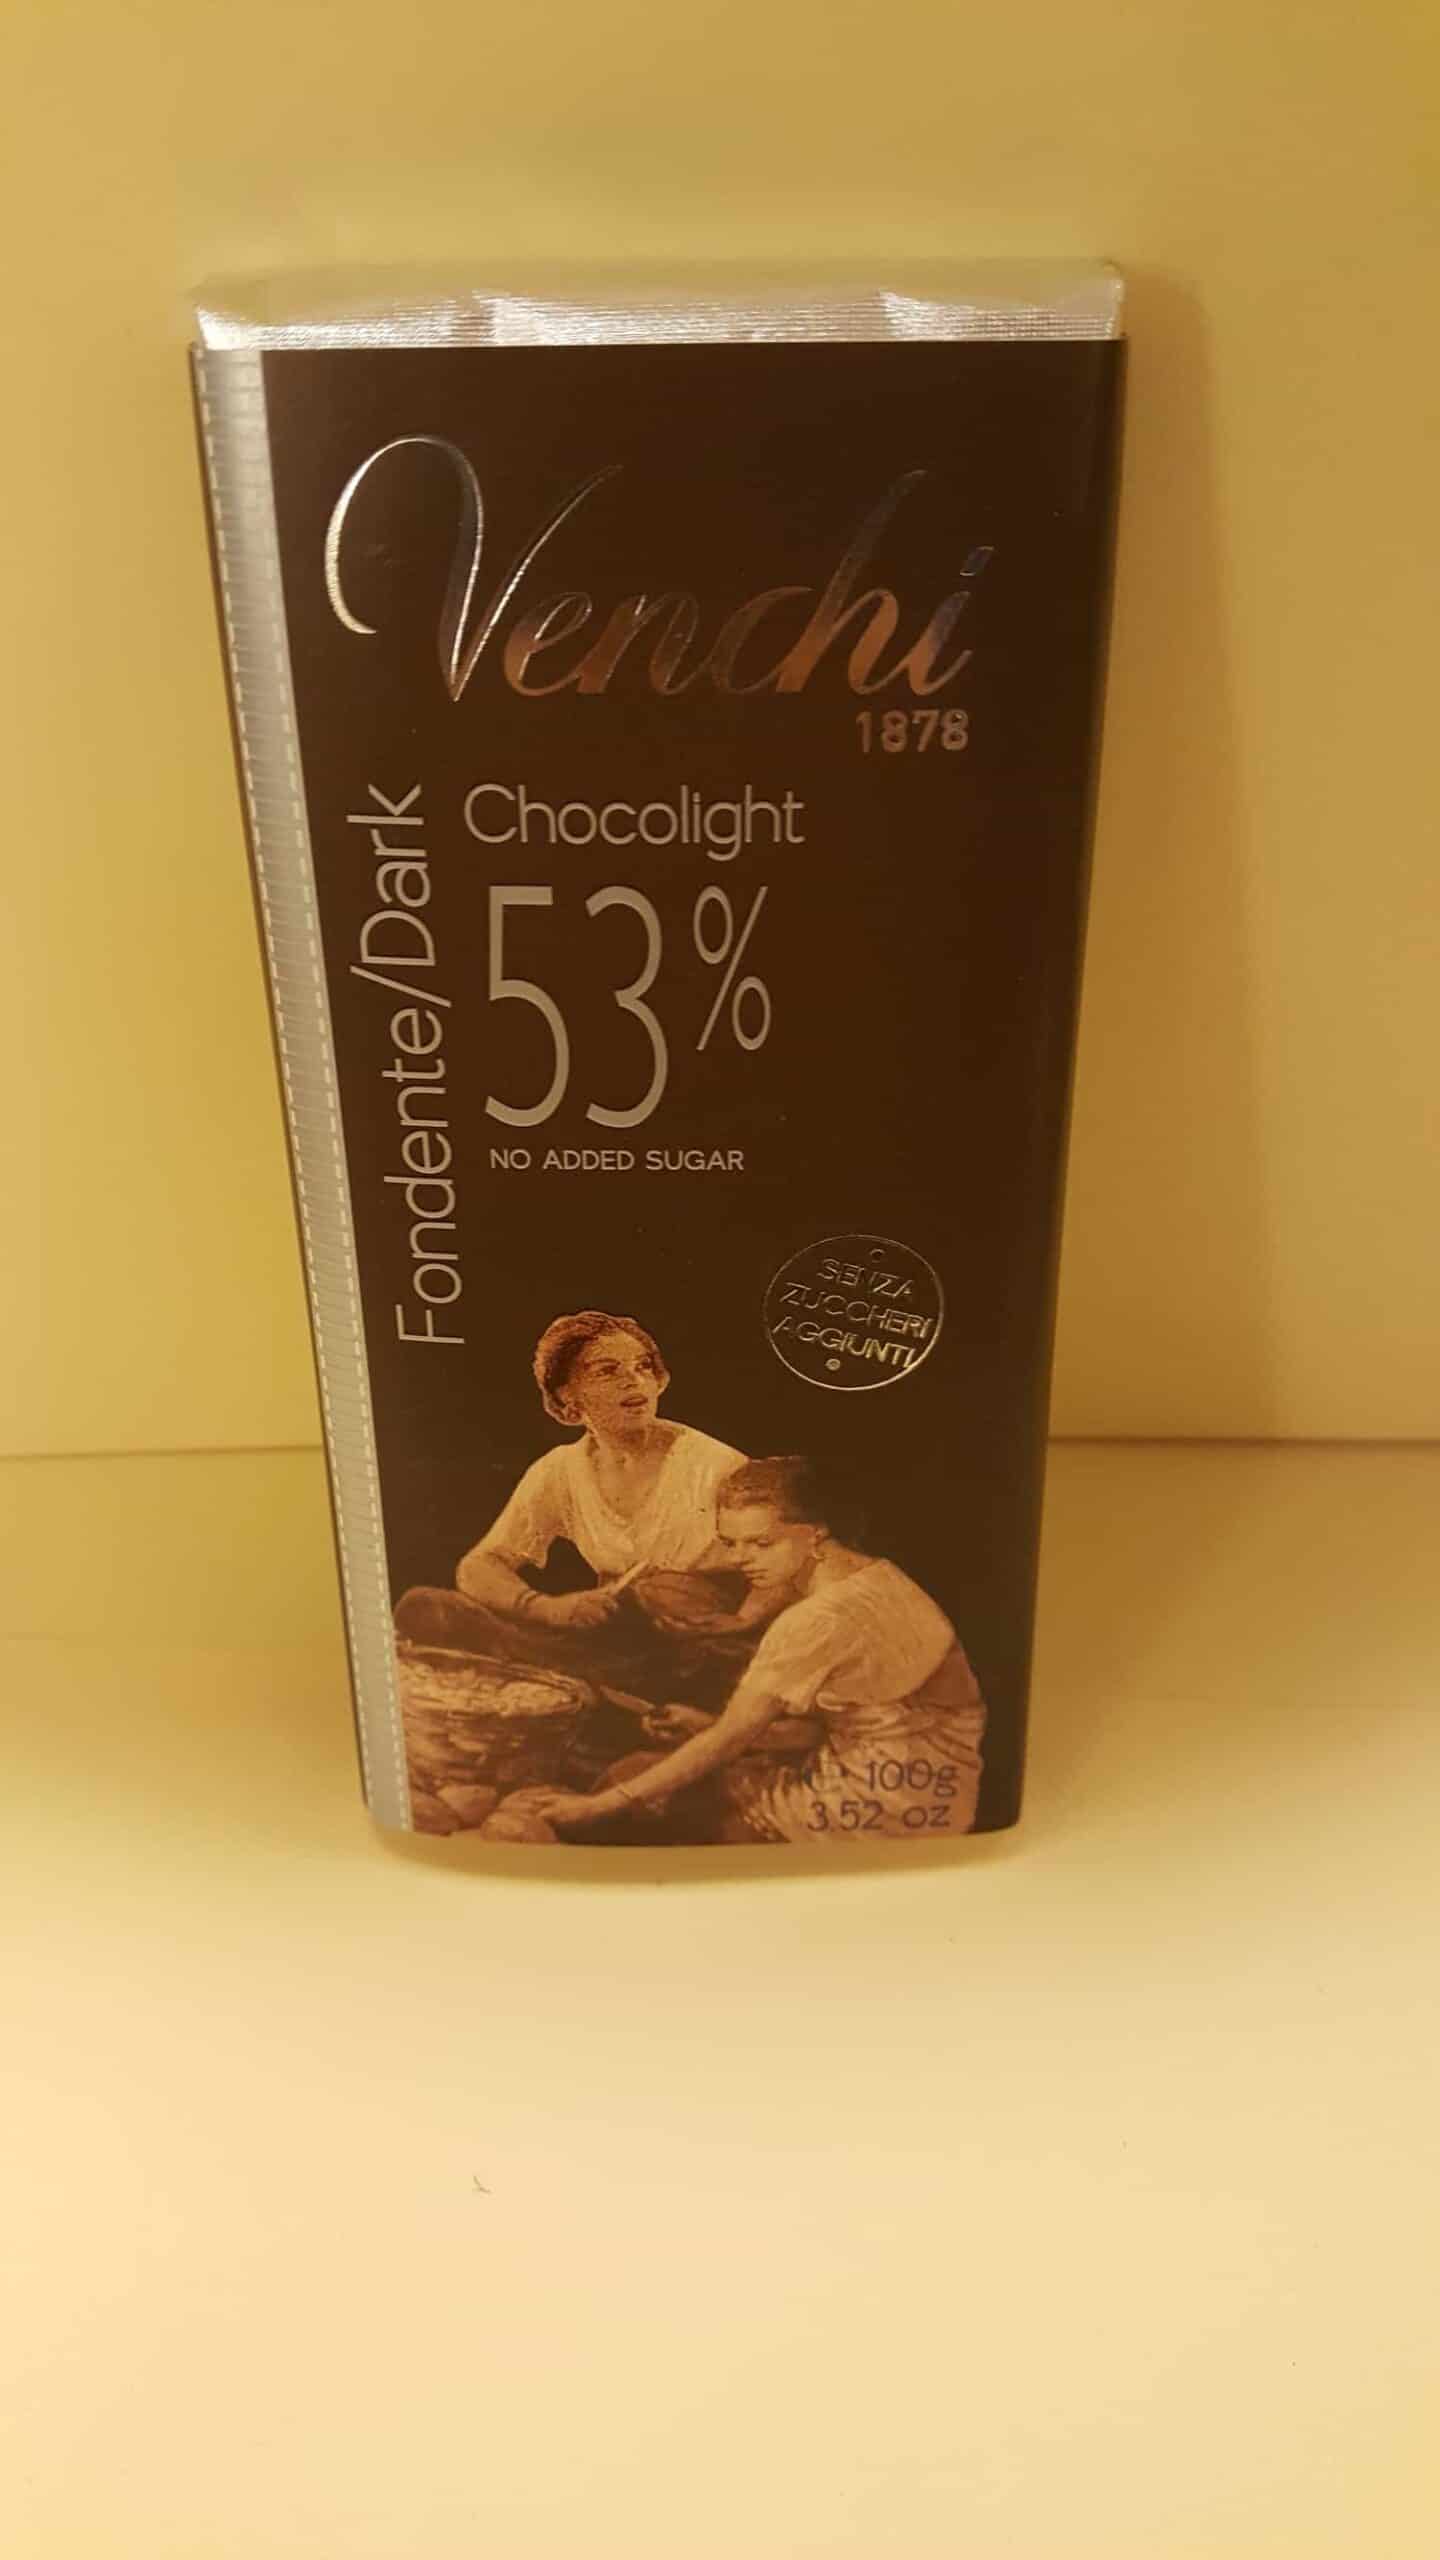 Venchi
1878
Fondente/Dark
Chocolight
53%
NO ADDED SUGAR
SENZA
ZUCCHERI
AGGIUNTI
100g
3.52 oz